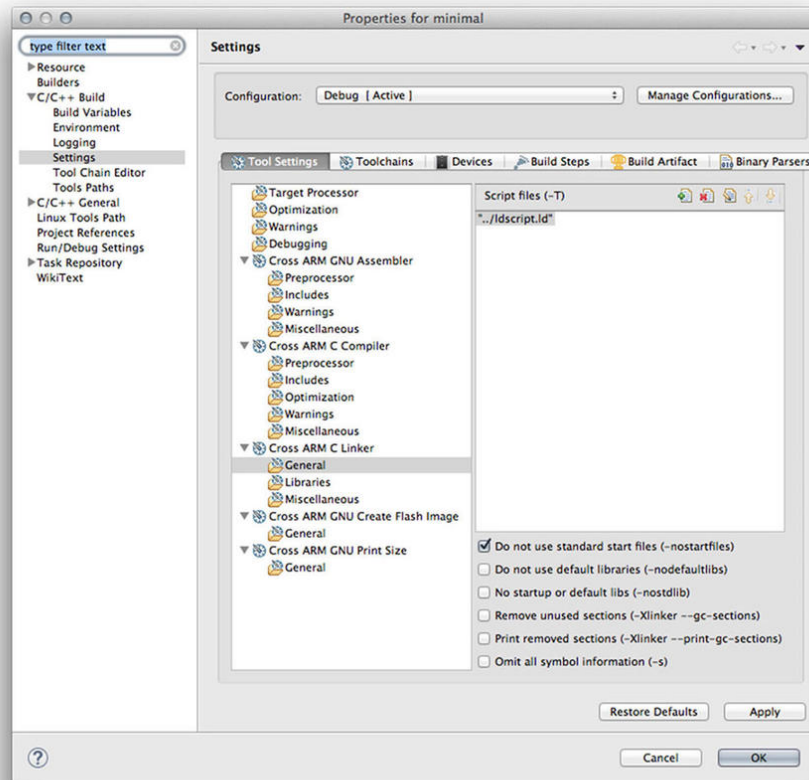 Properties for minimal
type filter text
Resource
Builders
C/C++ Build
Build Variables
Environment
Logging
Settings
Tool Chain Editor
Tools Paths
C/C++ General
Linux Tools Path
Project References
Run/Debug Settings
Task Repository
WikiText
Settings
Configuration: Debug [ Active ] Manage Configurations...
Tool Settings Toolchains Devices Build Steps Build Artifact Binary Parsers
Target Processor
Optimization
Warnings
Debugging
Cross ARM GNU Assembler
Preprocessor
Includes
Warnings
Miscellaneous
Cross ARM C Compiler
Preprocessor
Includes
Optimization
Warnings
Miscellaneous
Cross ARM C Linker
General
Libraries
Miscellaneous
Cross ARM GNU Create Flash Image
General
Cross ARM GNU Print Size
General
Script files (-T)
"../ldscript.ld"
Do not use standard start files (-nostartfiles)
Do not use default libraries (-nodefaultlibs)
No startup or default libs (-nostdlib)
Remove unused sections (-Xlinker --gc-sections)
Print removed sections (-Xlinker --print-gc-sections)
Omit all symbol information (-s)
Restore Defaults Apply
? Cancel OK